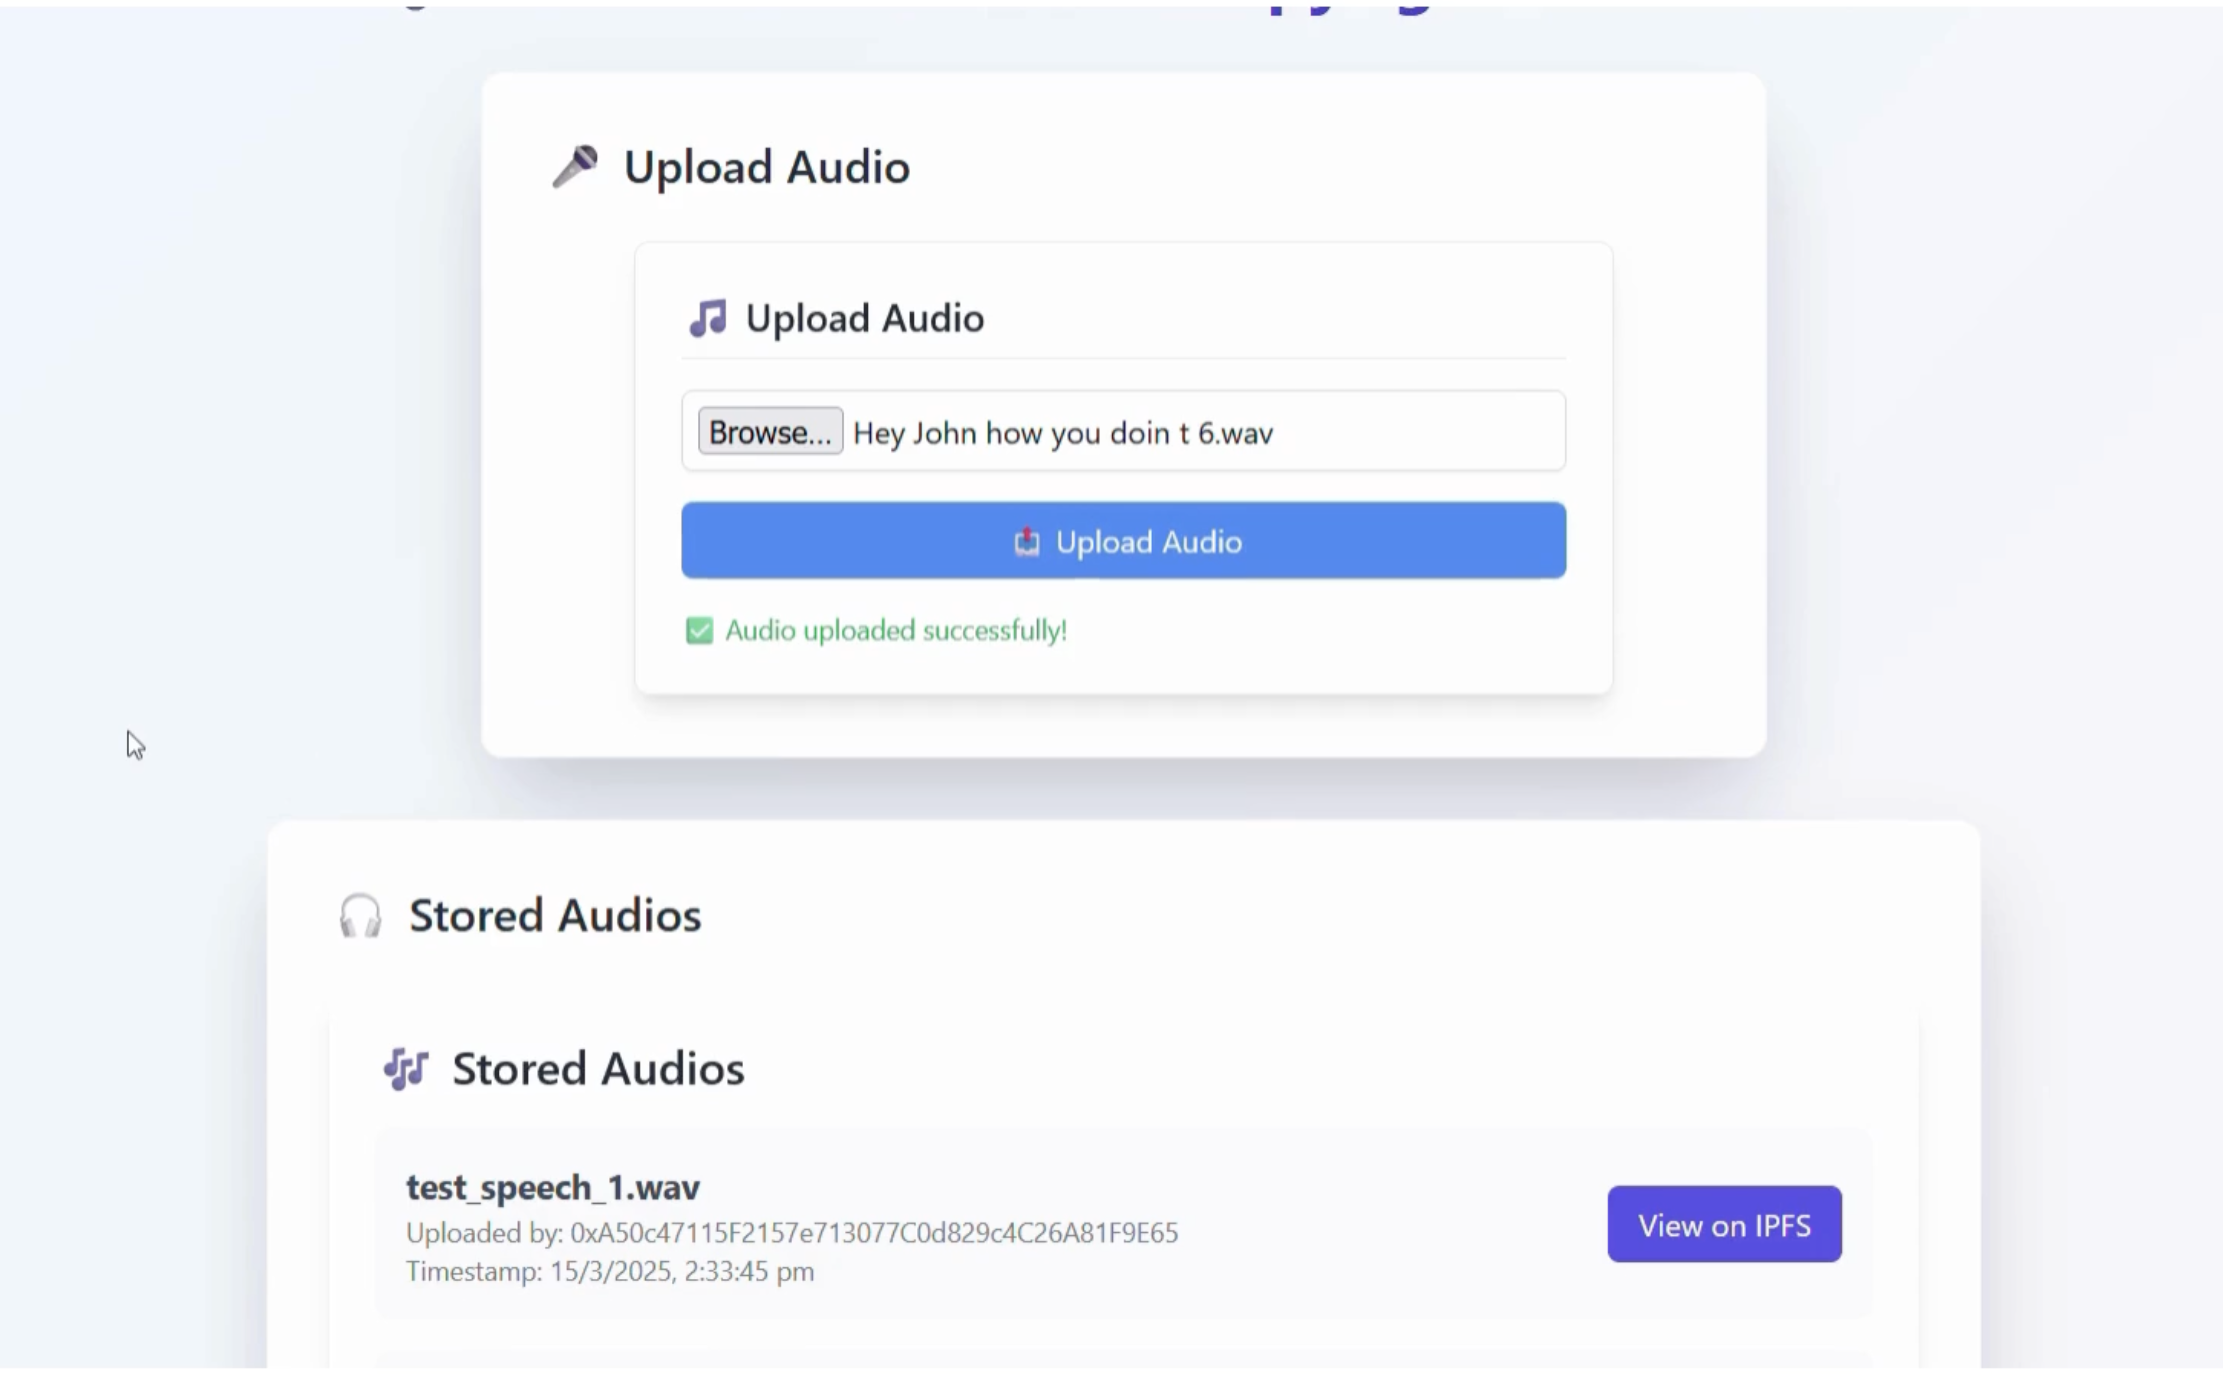 Upload Audio
Upload Audio
Browse... Hey John how you doin t 6.wav
Upload Audio
Audio uploaded successfully!
Stored Audios
Stored Audios
test_speech_1.wav
Uploaded by: 0xA50c47115F2157e713077C0d829c4C26A81F9E65
Timestamp: 15/3/2025, 2:33:45 pm
View on IPFS